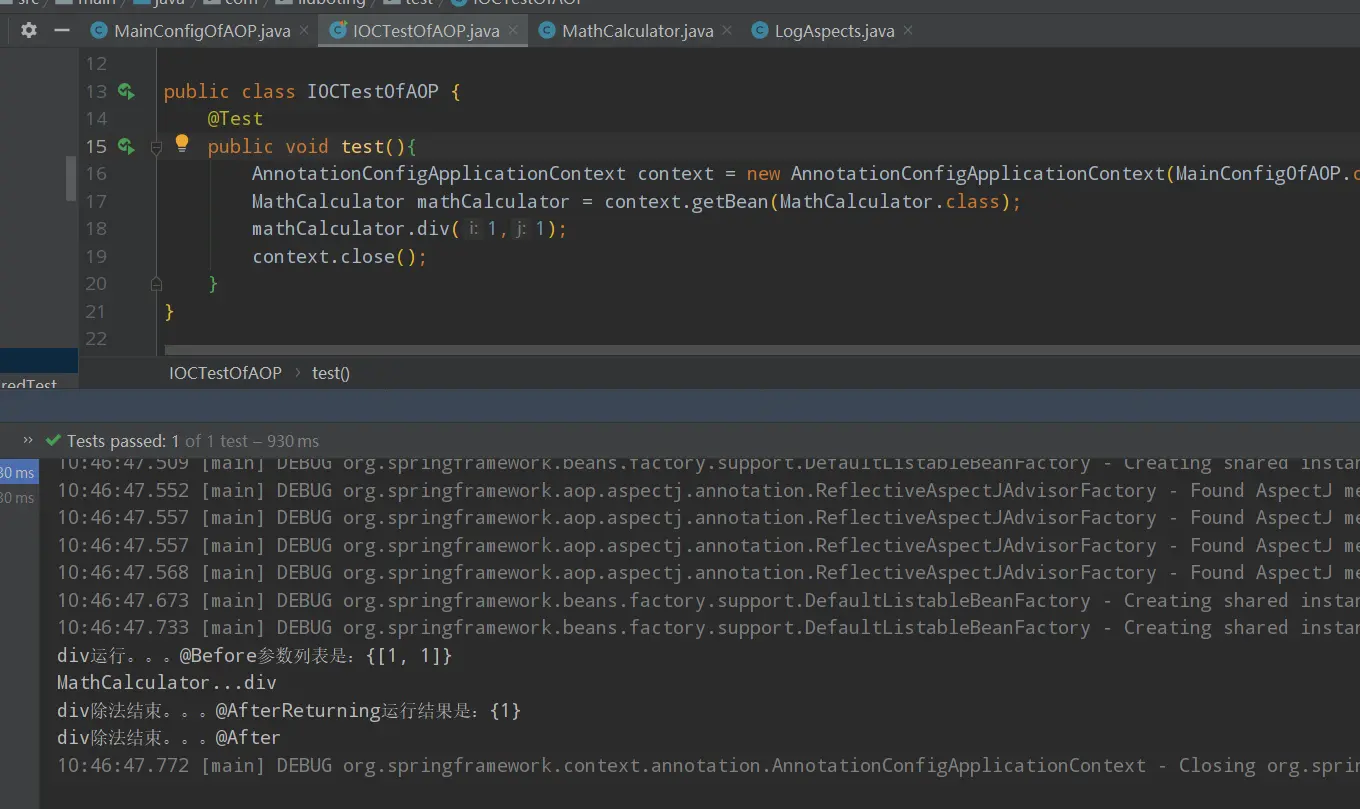 src / main / java / com / liuboting / test / IOCTestOfAOP
MainConfigOfAOP.java × IOCTestOfAOP.java × MathCalculator.java × LogAspects.java ×
12
13 public class IOCTestOfAOP {
14 @Test
15 public void test(){
16 AnnotationConfigApplicationContext context = new AnnotationConfigApplicationContext(MainConfigOfAOP.c
17 MathCalculator mathCalculator = context.getBean(MathCalculator.class);
18 mathCalculator.div( i: 1, j: 1);
19 context.close();
20 }
21 }
22
redTest
IOCTestOfAOP › test()
» Tests passed: 1 of 1 test – 930 ms
30 ms
30 ms
10:46:47.509 [main] DEBUG org.springframework.beans.factory.support.DefaultListableBeanFactory - Creating shared instan
10:46:47.552 [main] DEBUG org.springframework.aop.aspectj.annotation.ReflectiveAspectJAdvisorFactory - Found AspectJ me
10:46:47.557 [main] DEBUG org.springframework.aop.aspectj.annotation.ReflectiveAspectJAdvisorFactory - Found AspectJ me
10:46:47.557 [main] DEBUG org.springframework.aop.aspectj.annotation.ReflectiveAspectJAdvisorFactory - Found AspectJ me
10:46:47.568 [main] DEBUG org.springframework.aop.aspectj.annotation.ReflectiveAspectJAdvisorFactory - Found AspectJ me
10:46:47.673 [main] DEBUG org.springframework.beans.factory.support.DefaultListableBeanFactory - Creating shared instan
10:46:47.733 [main] DEBUG org.springframework.beans.factory.support.DefaultListableBeanFactory - Creating shared instan
div运行。。。@Before参数列表是：{[1, 1]}
MathCalculator...div
div除法结束。。。@AfterReturning运行结果是：{1}
div除法结束。。。@After
10:46:47.772 [main] DEBUG org.springframework.context.annotation.AnnotationConfigApplicationContext - Closing org.sprin